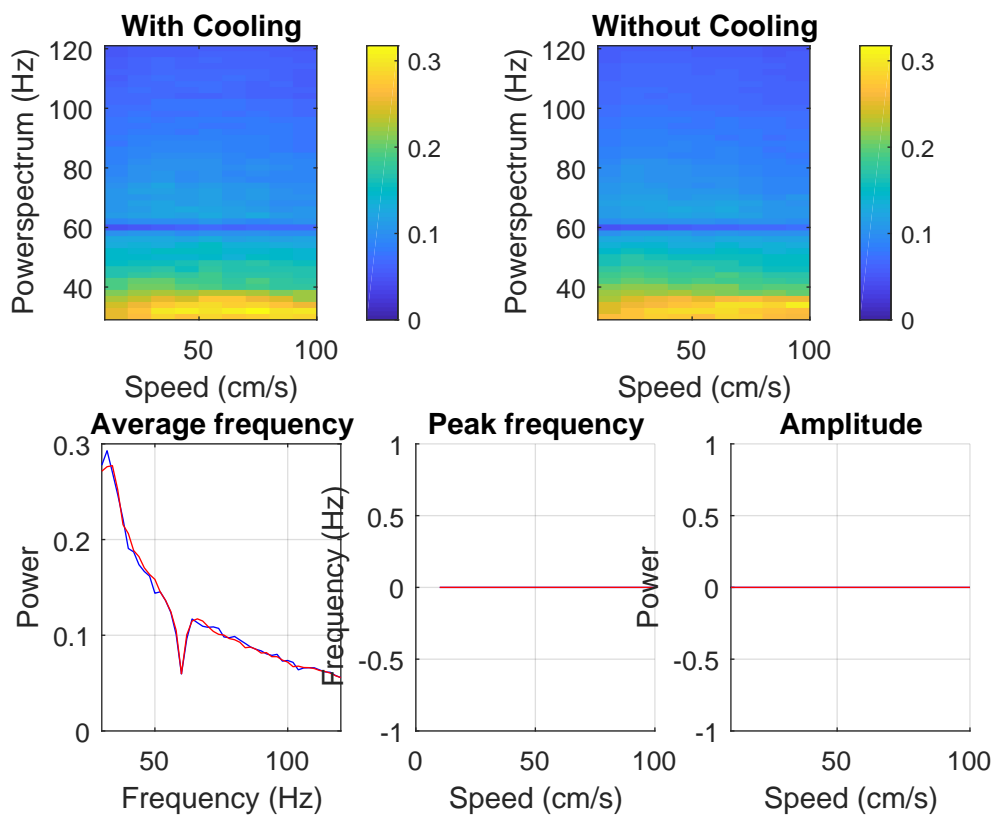 With Cooling
Powerspectrum (Hz)
120
100
80
60
40
50
100
Speed (cm/s)
0.3
0.2
0.1
0
Without Cooling
Powerspectrum (Hz)
120
100
80
60
40
50
100
Speed (cm/s)
0.3
0.2
0.1
0
Average frequency
Power
0.3
0.2
0.1
0
50
100
Frequency (Hz)
Peak frequency
Frequency (Hz)
1
0.5
0
-0.5
-1
0
50
100
Speed (cm/s)
Amplitude
Power
1
0.5
0
-0.5
-1
50
100
Speed (cm/s)